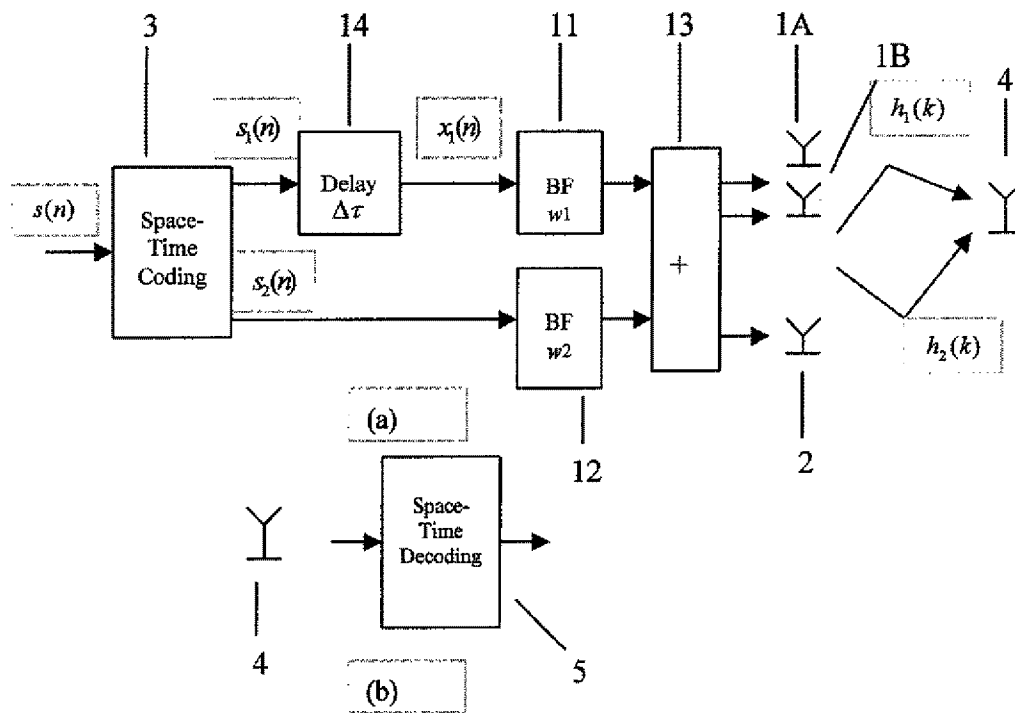 3
14
11
13
1A
1B
4
s₁(n)
x₁(n)
h₁(k)
s(n)
Space-
Time
Coding
Delay
Δτ
BF
w1
+
s₂(n)
BF
w2
h₂(k)
(a)
12
2
Space-
Time
Decoding
4
5
(b)